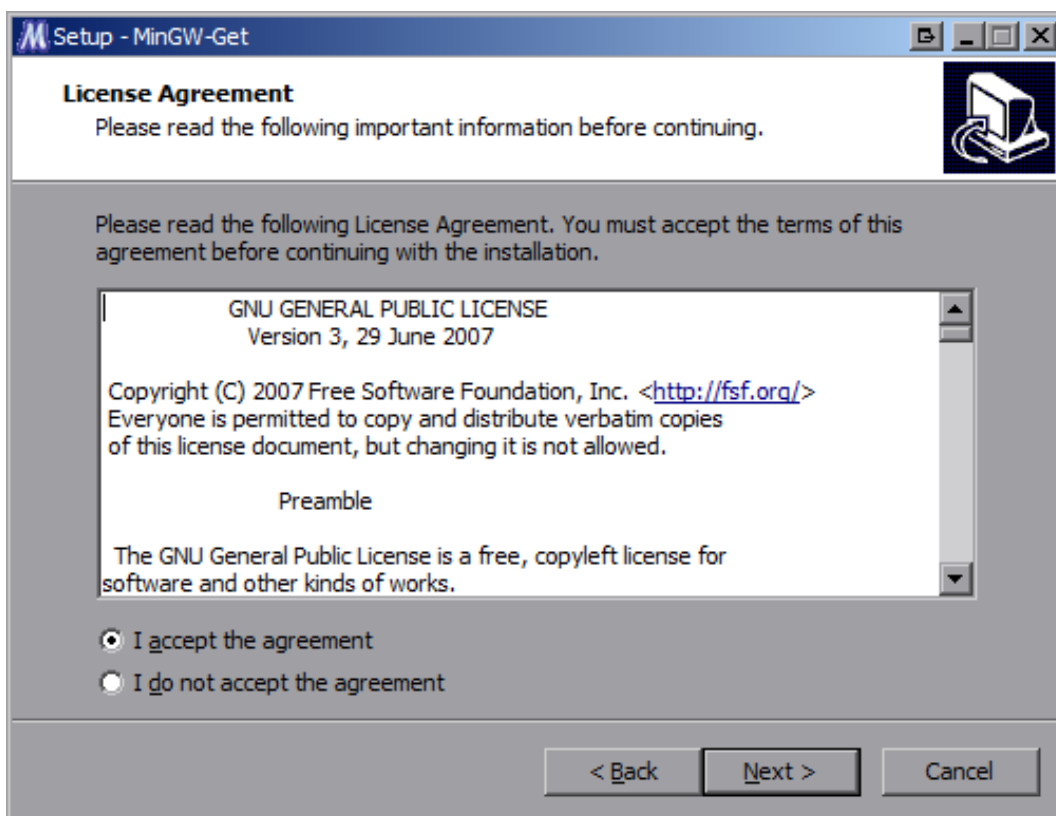 Setup - MinGW-Get
License Agreement
Please read the following important information before continuing.
Please read the following License Agreement. You must accept the terms of this
agreement before continuing with the installation.
GNU GENERAL PUBLIC LICENSE
Version 3, 29 June 2007
Copyright (C) 2007 Free Software Foundation, Inc. <http://fsf.org/>
Everyone is permitted to copy and distribute verbatim copies
of this license document, but changing it is not allowed.
Preamble
The GNU General Public License is a free, copyleft license for
software and other kinds of works.
I accept the agreement
I do not accept the agreement
< Back Next > Cancel